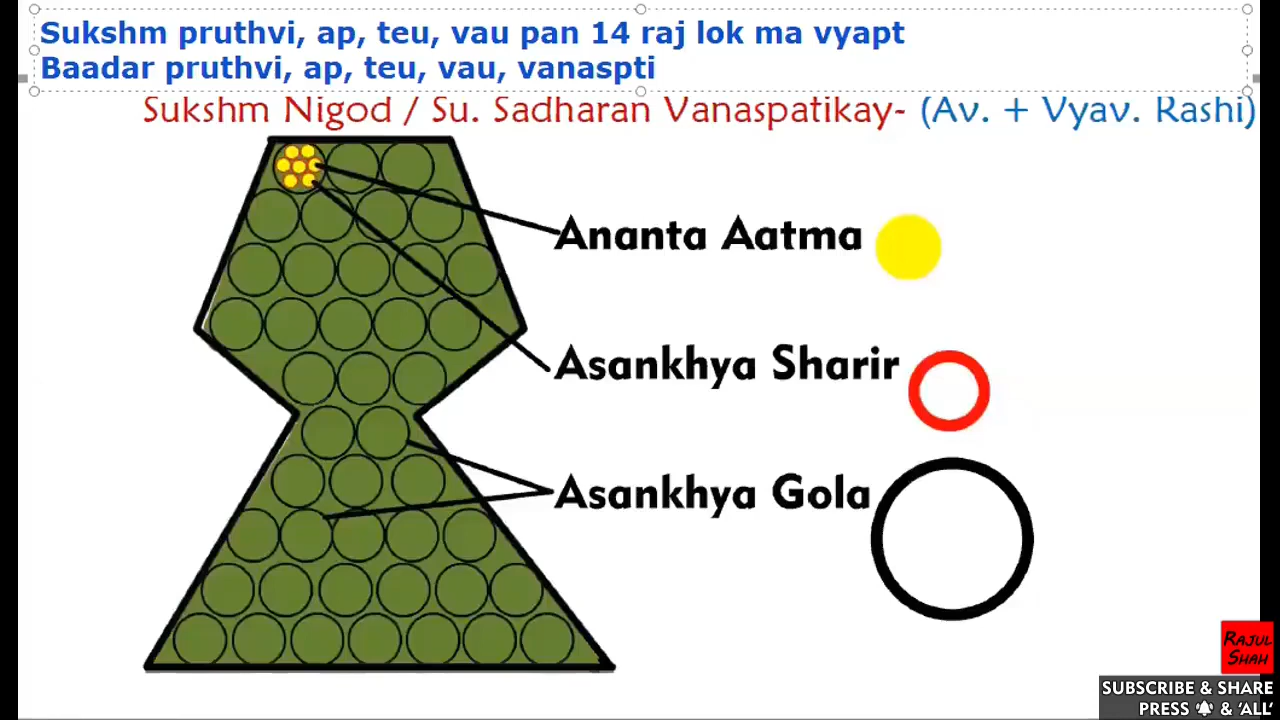 Sukshm pruthvi, ap, teu, vau pan 14 raj lok ma vyapt
Baadar pruthvi, ap, teu, vau, vanaspti
Sukshm Nigod / Su. Sadharan Vanaspatikay- (Av. + Vyav. Rashi)
Ananta Aatma
Asankhya Sharir
Asankhya Gola
RAJUL
SHAH
SUBSCRIBE & SHARE
PRESS & 'ALL'